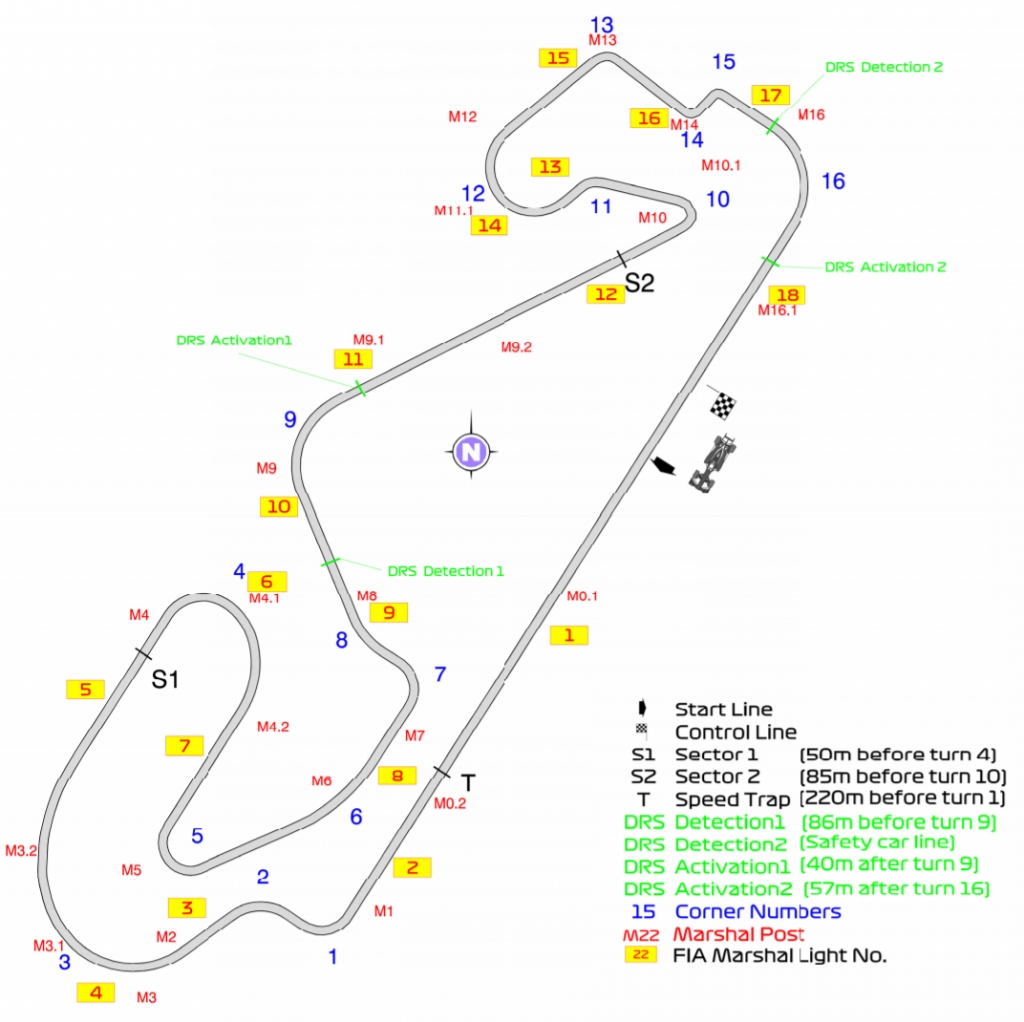 13
M13
15
15
DRS Detection 2
17
M12
16
M14
M16
14
13
M10.1
16
12
10
M11.1
11
M10
14
DRS Activation 2
S2
12
18
M16.1
DRS Activation1
M9.1
M9.2
11
9
N
M9
10
4
6
DRS Detection 1
M4.1
M8
M0.1
M4
9
1
8
S1
7
5
M4.2
7
M7
M6
8
T
M0.2
6
5
M3.2
M5
2
2
3
M1
M2
M3.1
3
1
4
M3
Start Line
Control Line
S1 Sector 1 (50m before turn 4)
S2 Sector 2 (85m before turn 10)
T Speed Trap (220m before turn 1)
DRS Detection1 (86m before turn 9)
DRS Detection2 (Safety car line)
DRS Activation1 (40m after turn 9)
DRS Activation2 (57m after turn 16)
15 Corner Numbers
M22 Marshal Post
22 FIA Marshal Light No.